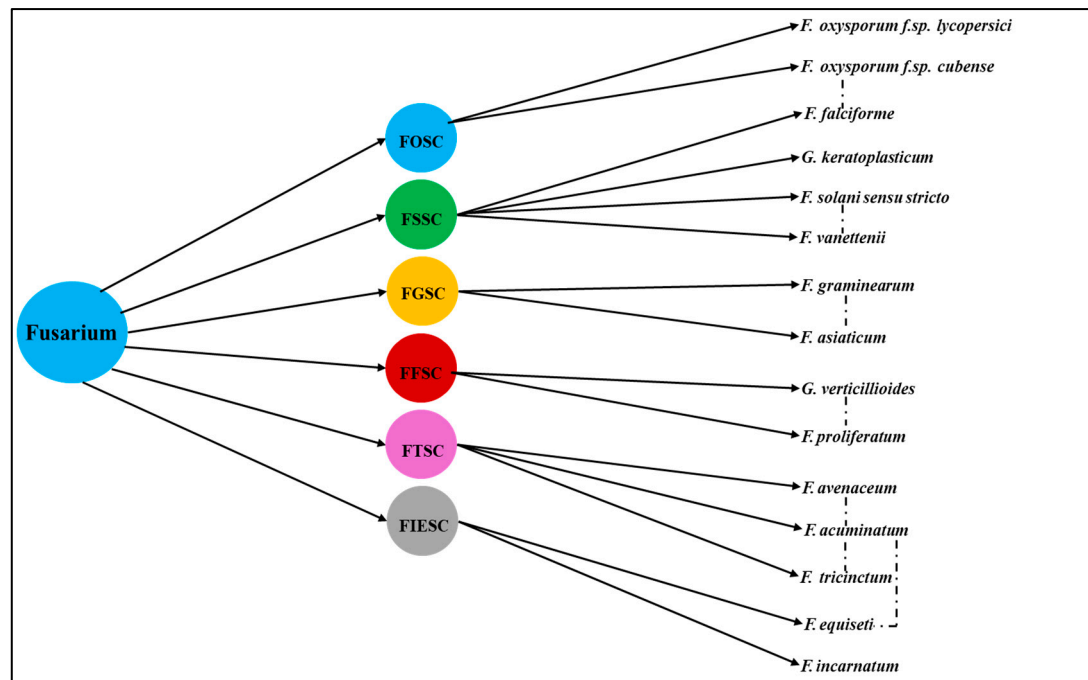 Fusarium
FOSC
FSSC
FGSC
FFSC
FTSC
FIESC
F. oxysporum f.sp. lycopersici
F. oxysporum f.sp. cubense
F. falciforme
G. keratoplasticum
F. solani sensu stricto
F. vanettenii
F. graminearum
F. asiaticum
G. verticillioides
F. proliferatum
F. avenaceum
F. acuminatum
F. tricinctum
F. equiseti
F. incarnatum